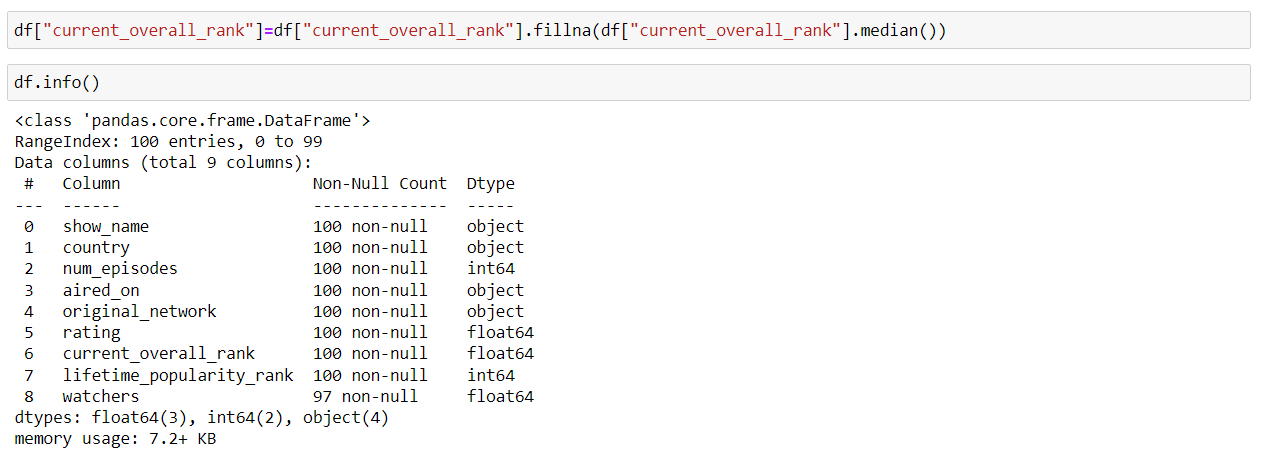 df["current_overall_rank"]=df["current_overall_rank"].fillna(df["current_overall_rank"].median())
df.info()
<class 'pandas.core.frame.DataFrame'>
RangeIndex: 100 entries, 0 to 99
Data columns (total 9 columns):
 #   Column                    Non-Null Count  Dtype
---  ------                    --------------  -----
 0   show_name                 100 non-null    object
 1   country                   100 non-null    object
 2   num_episodes              100 non-null    int64
 3   aired_on                  100 non-null    object
 4   original_network          100 non-null    object
 5   rating                    100 non-null    float64
 6   current_overall_rank      100 non-null    float64
 7   lifetime_popularity_rank  100 non-null    int64
 8   watchers                  97 non-null     float64
dtypes: float64(3), int64(2), object(4)
memory usage: 7.2+ KB